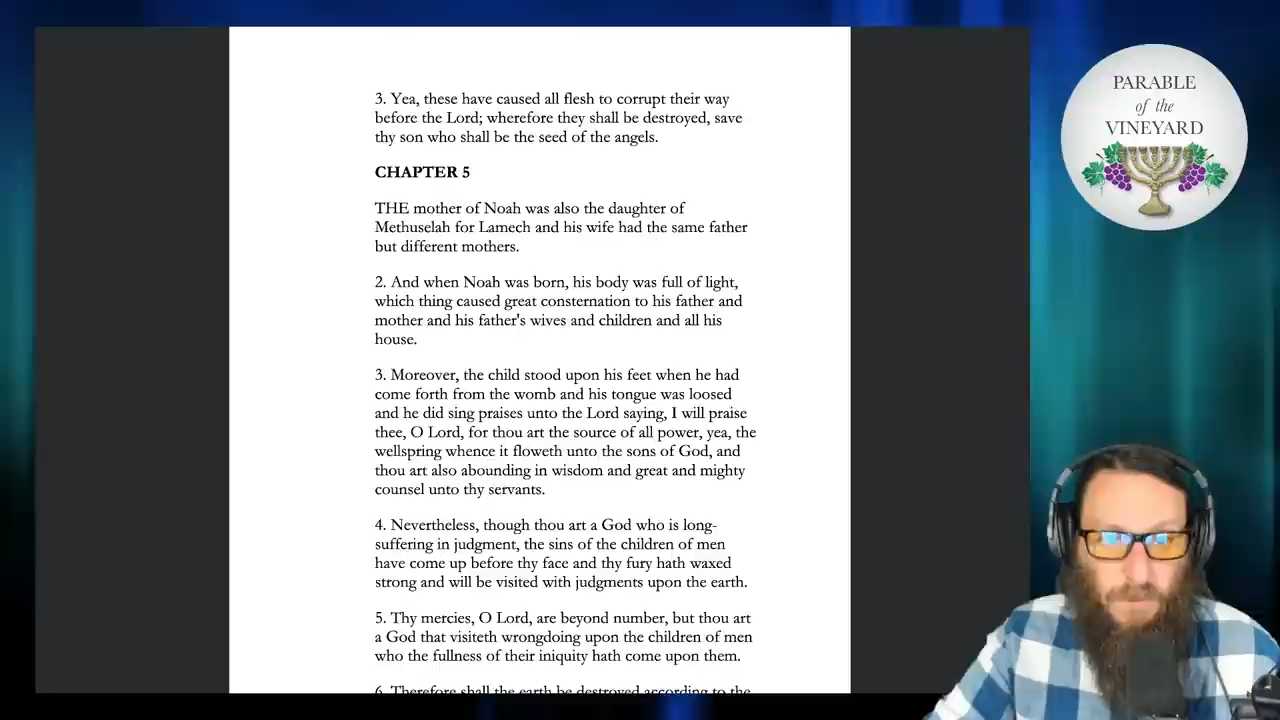 3. Yea, these have caused all flesh to corrupt their way
before the Lord; wherefore they shall be destroyed, save
thy son who shall be the seed of the angels.
CHAPTER 5
THE mother of Noah was also the daughter of
Methuselah for Lamech and his wife had the same father
but different mothers.
2. And when Noah was born, his body was full of light,
which thing caused great consternation to his father and
mother and his father's wives and children and all his
house.
3. Moreover, the child stood upon his feet when he had
come forth from the womb and his tongue was loosed
and he did sing praises unto the Lord saying, I will praise
thee, O Lord, for thou art the source of all power, yea, the
wellspring whence it floweth unto the sons of God, and
thou art also abounding in wisdom and great and mighty
counsel unto thy servants.
4. Nevertheless, though thou art a God who is long-
suffering in judgment, the sins of the children of men
have come up before thy face and thy fury hath waxed
strong and will be visited with judgments upon the earth.
5. Thy mercies, O Lord, are beyond number, but thou art
a God that visiteth wrongdoing upon the children of men
who the fullness of their iniquity hath come upon them.
6. Therefore shall the earth be destroyed according to the
PARABLE
of the
VINEYARD